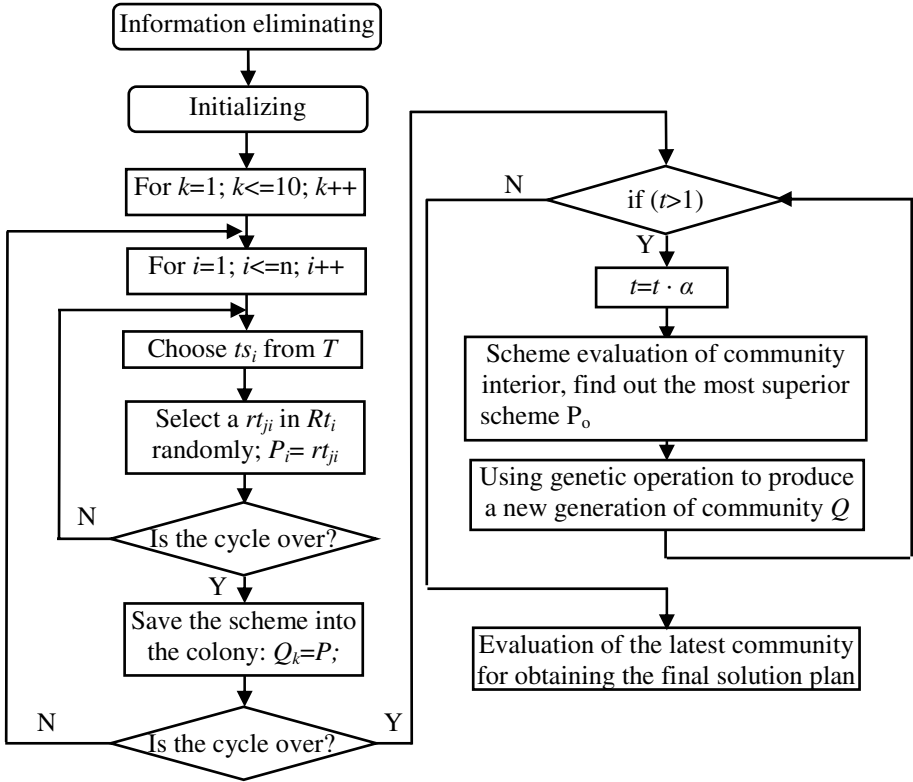 Information eliminating
Initializing
For k=1; k<=10; k++
For i=1; i<=n; i++
Choose tsᵢ from T
Select a rtⱼᵢ in Rtᵢ
randomly; Pᵢ= rtⱼᵢ
N
Is the cycle over?
Y
Save the scheme into
the colony: Qₖ=P;
N
Is the cycle over?
Y
N
if (t>1)
Y
t=t · α
Scheme evaluation of community
interior, find out the most superior
scheme Pₒ
Using genetic operation to produce
a new generation of community Q
Evaluation of the latest community
for obtaining the final solution plan